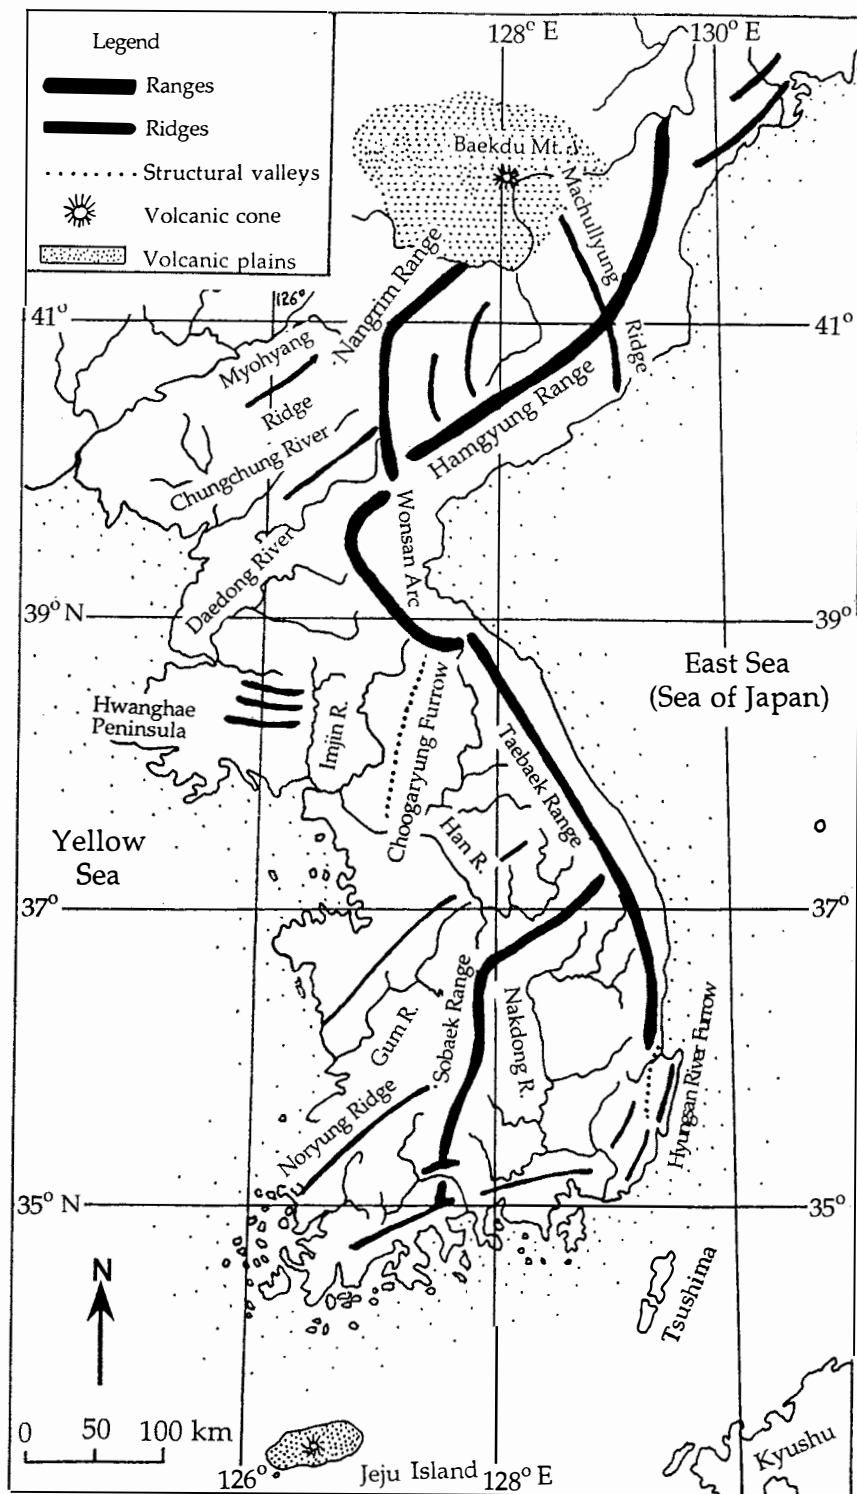 Legend
Ranges
Ridges
Structural valleys
Volcanic cone
Volcanic plains
128° E
130° E
Baekdu Mt.
Machullyung
Ridge
Nangrim Range
126°
41°
41°
Myohyang
Ridge
Hamgyung Range
Chungchung River
Wonsan Arc
Daedong River
39° N
39°
East Sea
(Sea of Japan)
Hwanghae
Peninsula
Imjin R.
Choogaryung Furrow
Taebaek Range
Han R.
Yellow
Sea
37°
37°
Sobaek Range
Nakdong R.
Gum R.
Hyungsan River Furrow
Noryung Ridge
35° N
35°
N
Tsushima
0 50 100 km
126°
Jeju Island
128° E
Kyushu